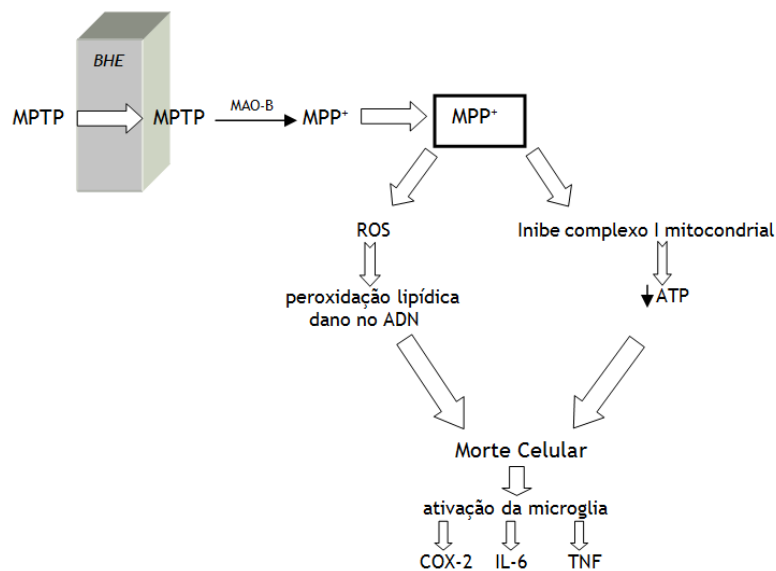 BHE
MPTP
MPTP
MAO-B
MPP⁺
MPP⁺
ROS
Inibe complexo I mitocondrial
peroxidação lipídica
dano no ADN
ATP
Morte Celular
ativação da microglia
COX-2 IL-6 TNF